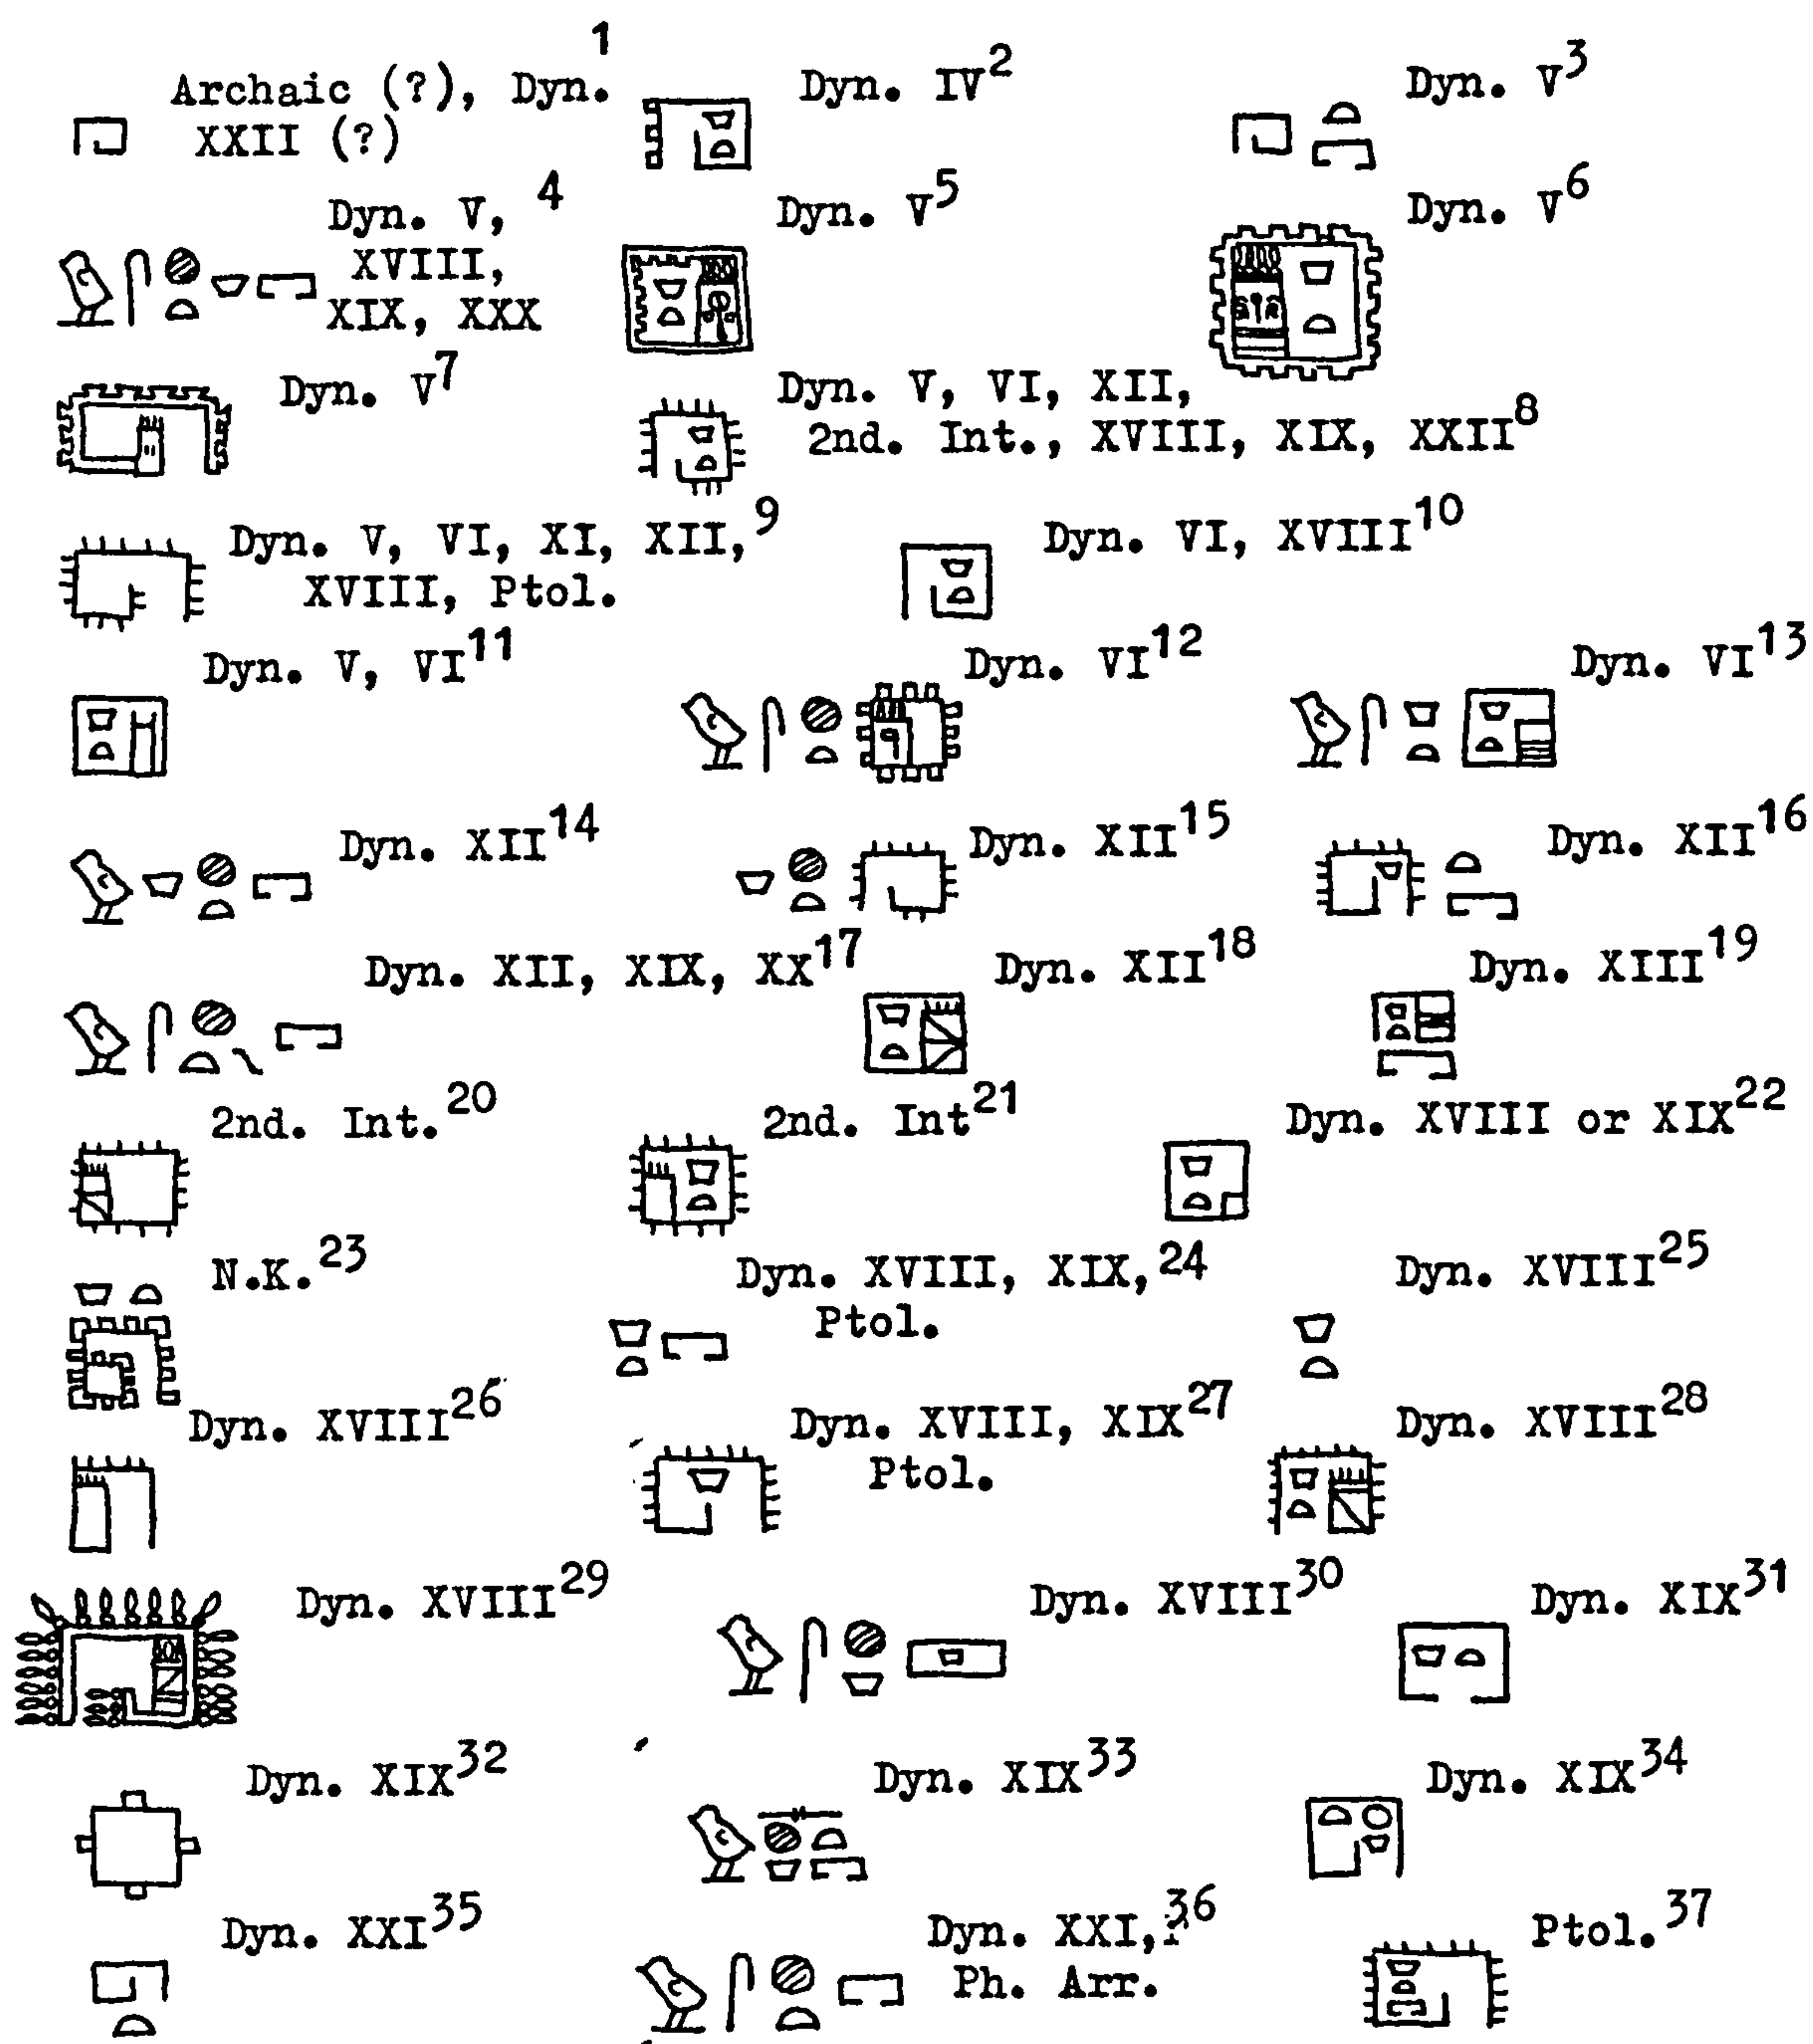 Archaic (?), Dyn.¹ XXII (?)
Dyn. IV²
Dyn. V³
Dyn. V,⁴ XVIII, XIX, XXX
Dyn. V⁵
Dyn. V⁶
Dyn. V⁷
Dyn. V, VI, XII,
2nd. Int., XVIII, XIX, XXII⁸
Dyn. V, VI, XI, XII,⁹
XVIII, Ptol.
Dyn. VI, XVIII¹⁰
Dyn. V, VI¹¹
Dyn. VI¹²
Dyn. VI¹³
Dyn. XII¹⁴
Dyn. XII¹⁵
Dyn. XII¹⁶
Dyn. XII, XIX, XX¹⁷
Dyn. XII¹⁸
Dyn. XIII¹⁹
2nd. Int.²⁰
2nd. Int²¹
Dyn. XVIII or XIX²²
N.K.²³
Dyn. XVIII, XIX,²⁴
Ptol.
Dyn. XVIII²⁵
Dyn. XVIII²⁶
Dyn. XVIII, XIX²⁷
Ptol.
Dyn. XVIII²⁸
Dyn. XVIII²⁹
Dyn. XVIII³⁰
Dyn. XIX³¹
Dyn. XIX³²
Dyn. XIX³³
Dyn. XIX³⁴
Dyn. XXI³⁵
Dyn. XXI,³⁶
Ph. Arr.
Ptol.³⁷